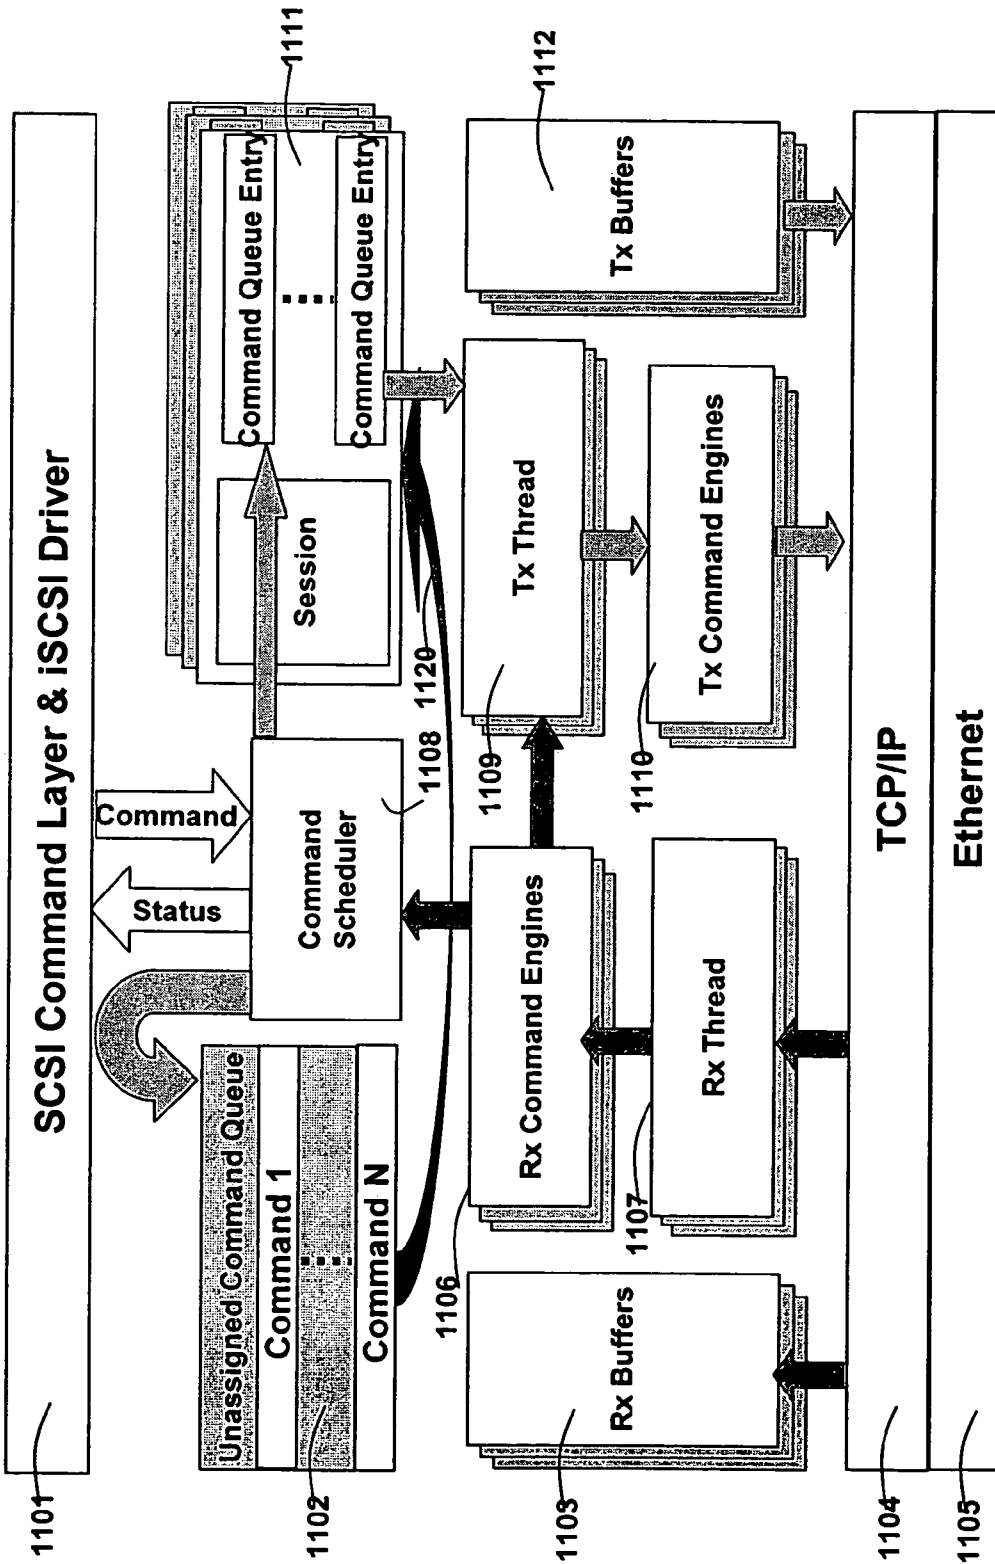 SCSI Command Layer & iSCSI Driver
1101
Unassigned Command Queue
Command 1
Command N
1102
Status
Command
Command
Scheduler
1108
Session
Command Queue Entry
Command Queue Entry
1111
1120
Rx Buffers
1103
Rx Command Engines
1106
Rx Thread
1107
Tx Thread
1109
Tx Command Engines
1110
Tx Buffers
1112
TCP/IP
1104
Ethernet
1105